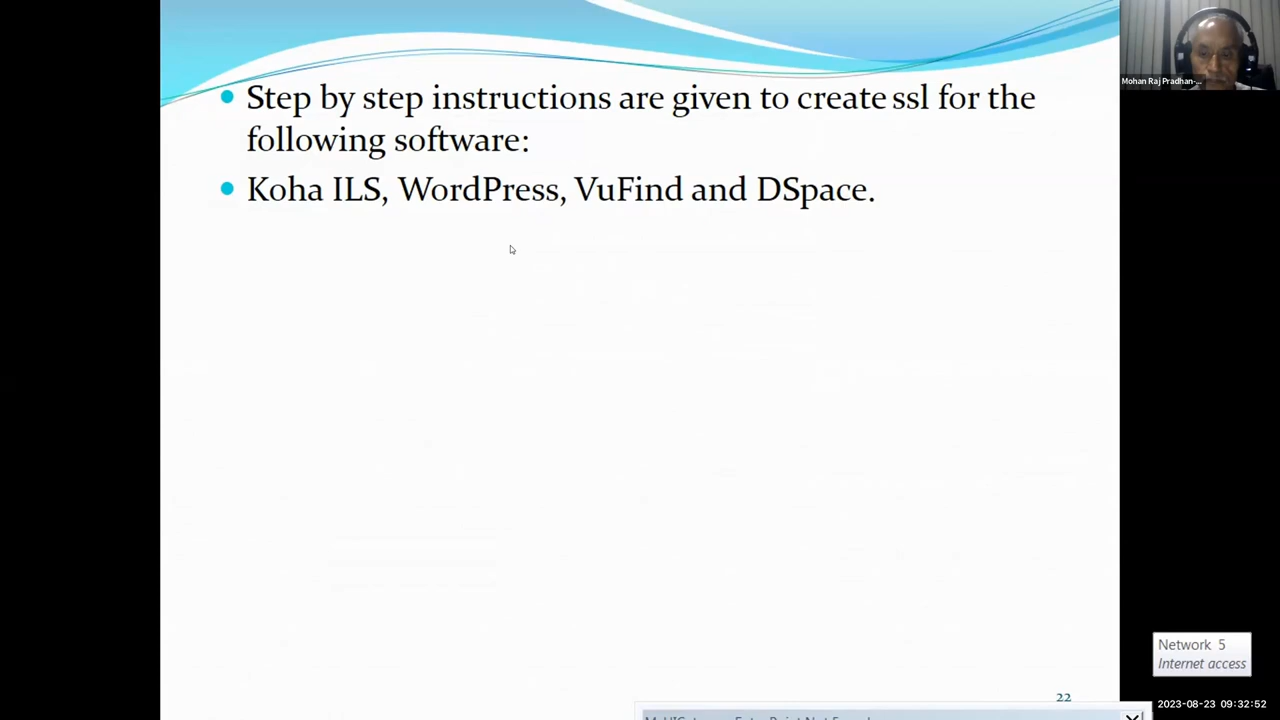 Mohan Raj Pradhan-...
Step by step instructions are given to create ssl for the
following software:
Koha ILS, WordPress, VuFind and DSpace.
Network 5
Internet access
22
2023-08-23 09:32:52